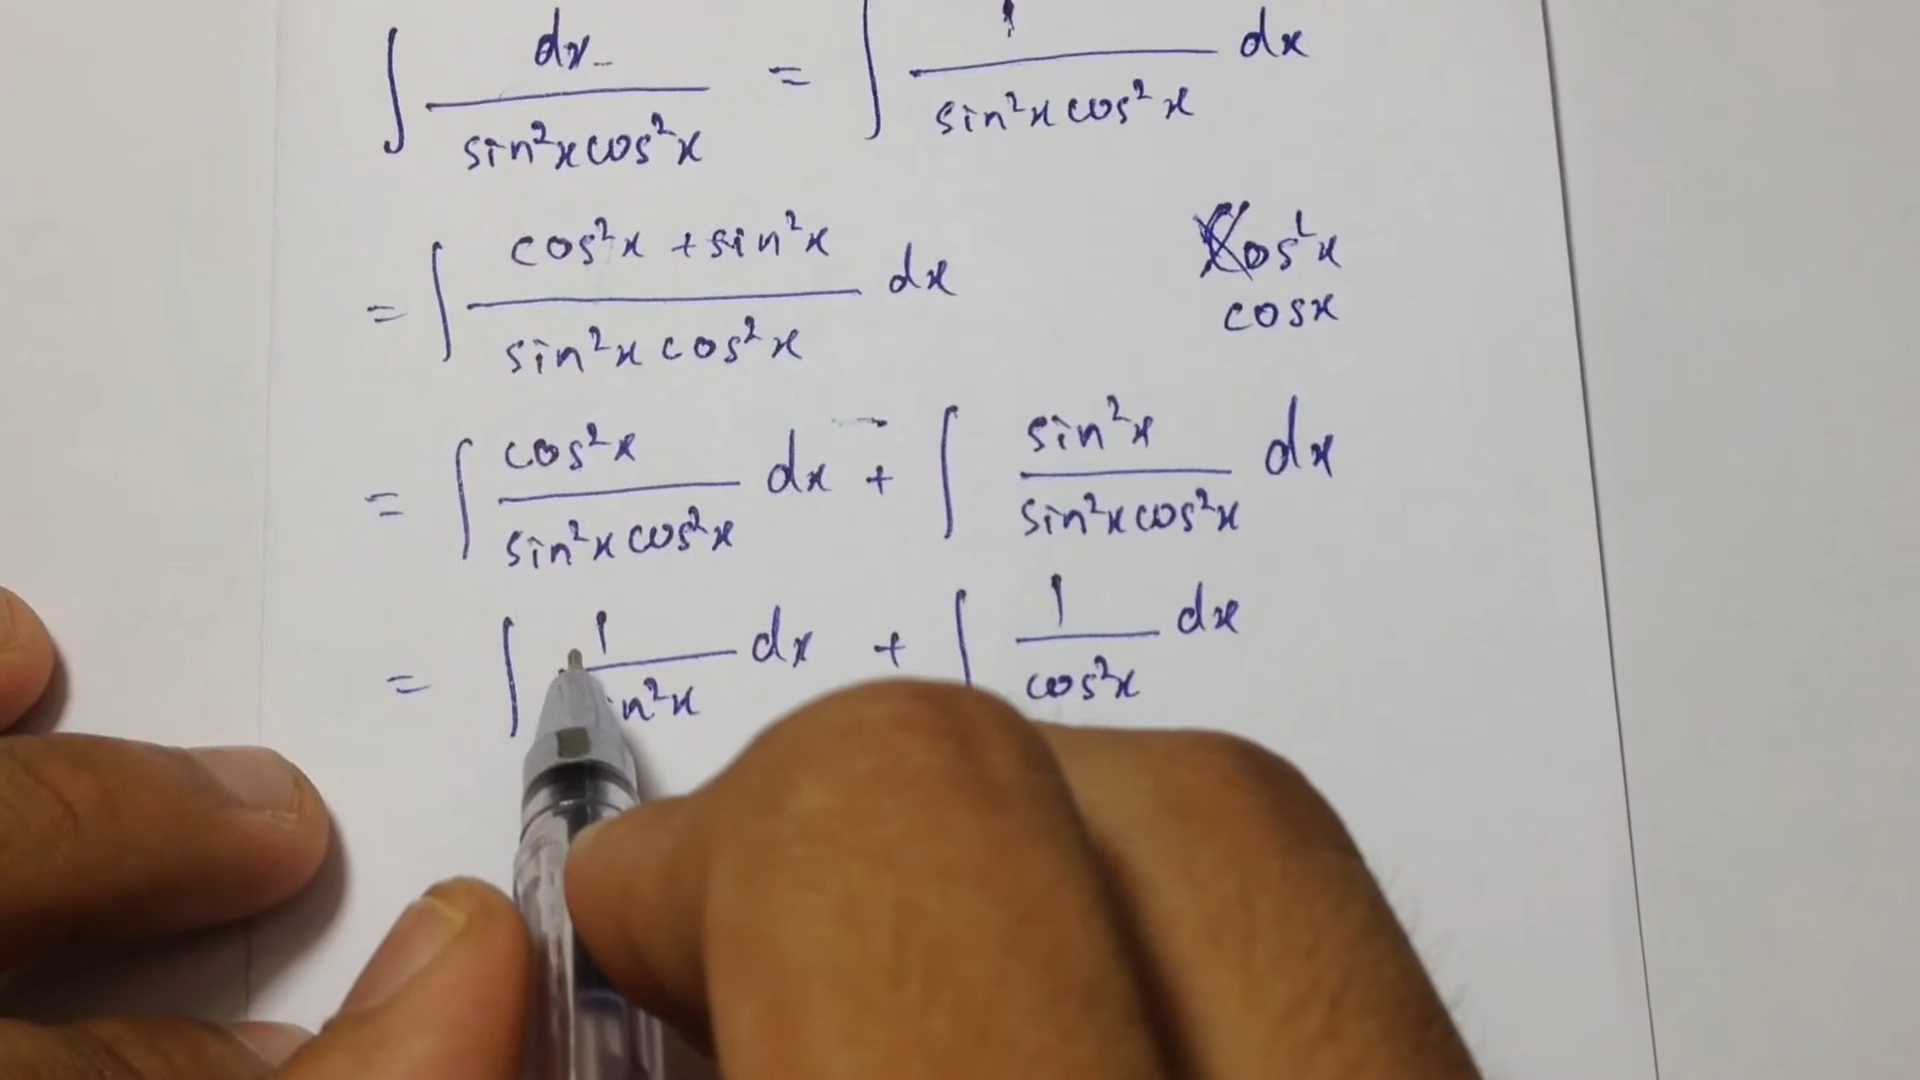 ∫ dx / sin²x cos²x = ∫ 1 / sin²x cos²x dx
= ∫ cos²x + sin²x / sin²x cos²x dx
cos²x
cosx
= ∫ cos²x / sin²x cos²x dx + ∫ sin²x / sin²x cos²x dx
= ∫ 1 / in²x dx + ∫ 1 / cos²x dx